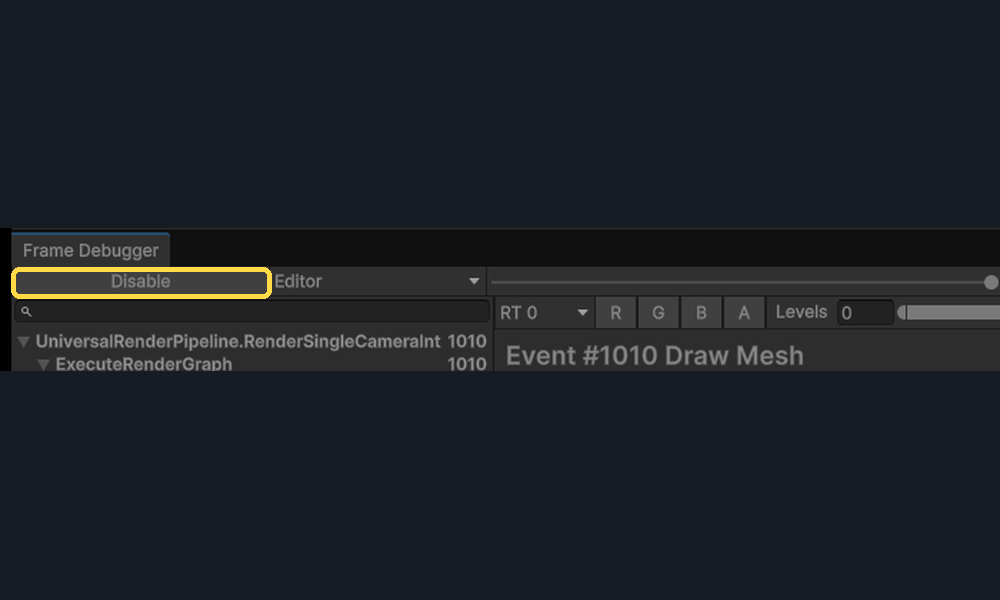 Frame Debugger
Disable Editor
RT 0 R G B A Levels 0
UniversalRenderPipeline.RenderSingleCameraInt 1010
ExecuteRenderGraph 1010
Event #1010 Draw Mesh